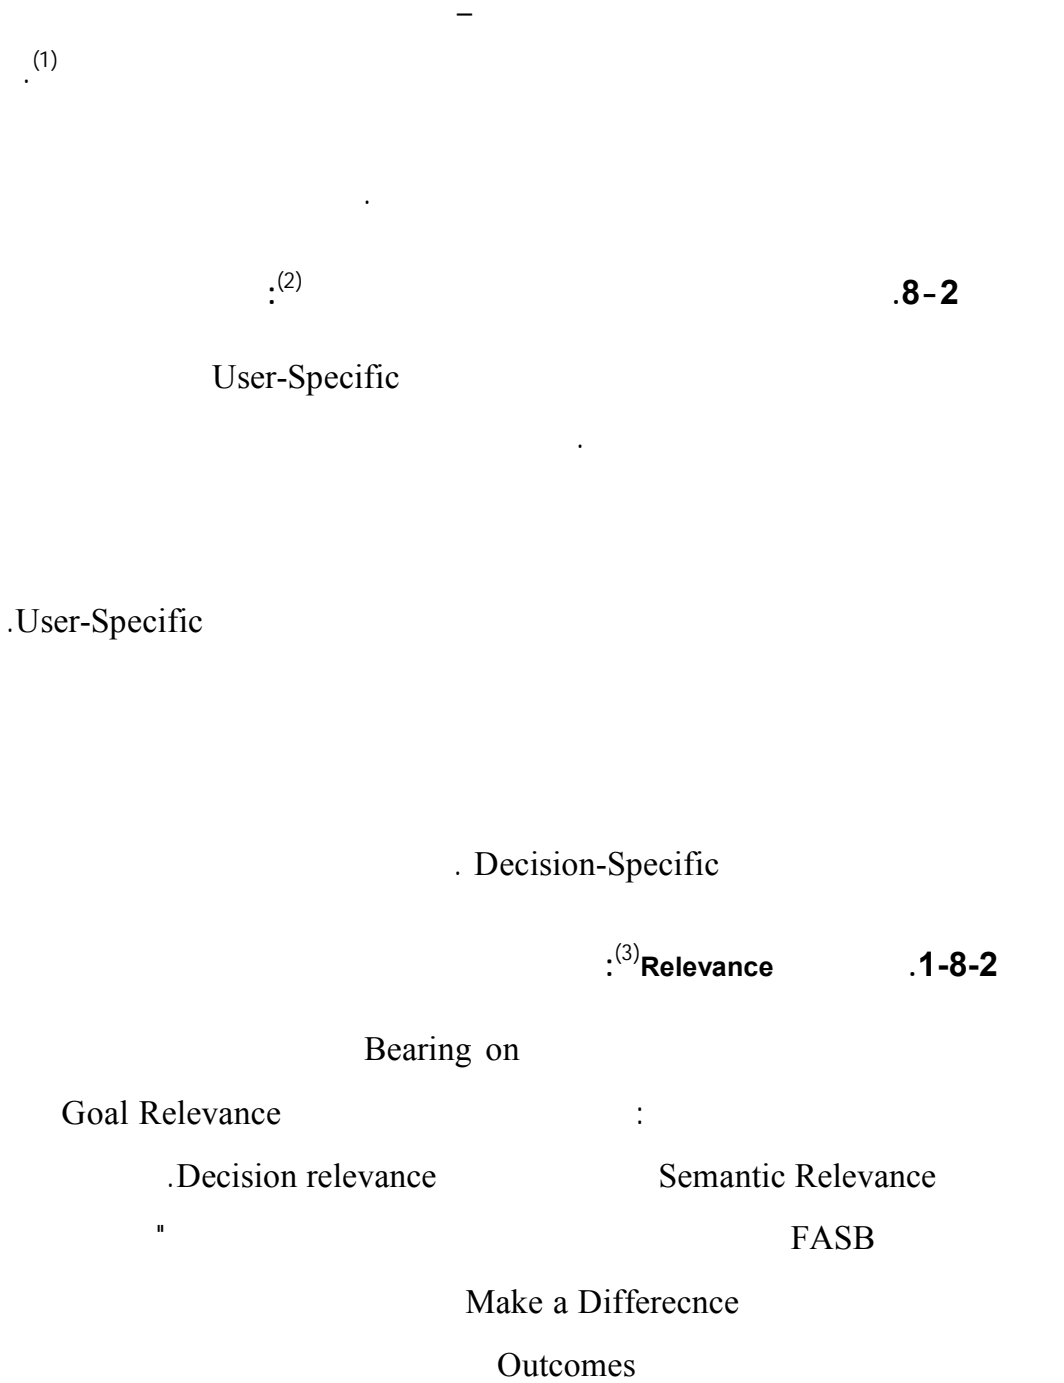 –
.(1)
.
.8-2 :(2)
User-Specific
.
.User-Specific
. Decision-Specific
.1-8-2 Relevance(3):
Bearing on
: Goal Relevance
Semantic Relevance .Decision relevance
FASB "
Make a Differecnce
Outcomes